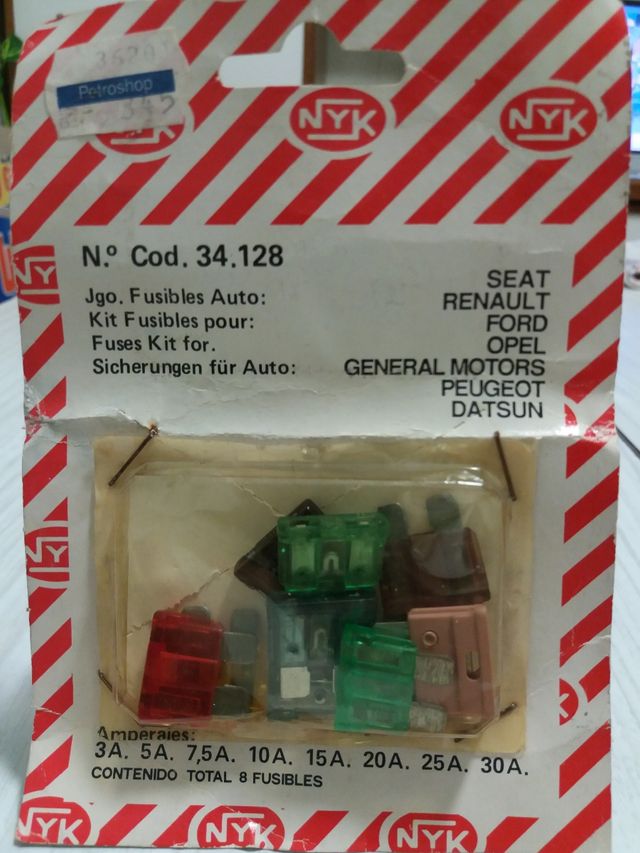 Petroshop
NYK
NYK
N.º Cod. 34.128
Jgo. Fusibles Auto:
Kit Fusibles pour:
Fuses Kit for.
Sicherungen für Auto:
SEAT
RENAULT
FORD
OPEL
GENERAL MOTORS
PEUGEOT
DATSUN
NY
NY
Amperajes:
3A. 5A. 7,5A. 10A. 15A. 20A. 25A. 30A.
CONTENIDO TOTAL 8 FUSIBLES
NYK
NYK
NYK